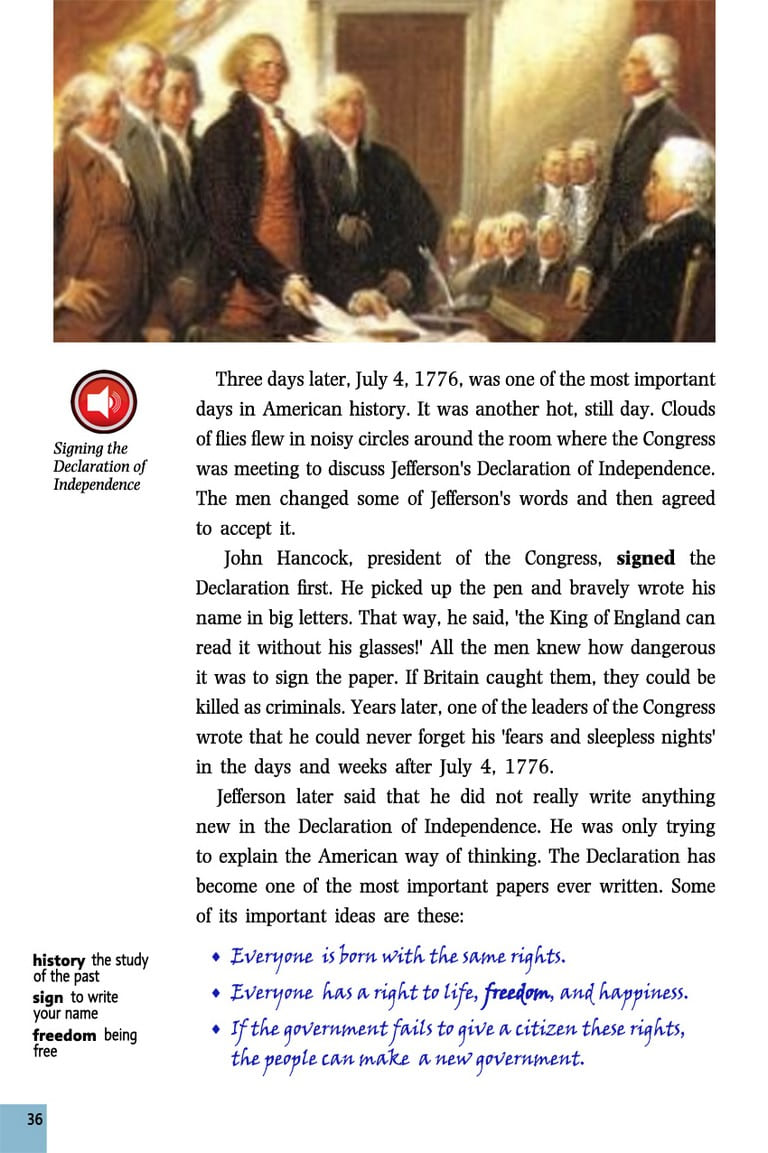 Three days later, July 4, 1776, was one of the most important
days in American history. It was another hot, still day. Clouds
of flies flew in noisy circles around the room where the Congress
was meeting to discuss Jefferson's Declaration of Independence.
The men changed some of Jefferson's words and then agreed
to accept it.
Signing the
Declaration of
Independence
John Hancock, president of the Congress, signed the
Declaration first. He picked up the pen and bravely wrote his
name in big letters. That way, he said, 'the King of England can
read it without his glasses!' All the men knew how dangerous
it was to sign the paper. If Britain caught them, they could be
killed as criminals. Years later, one of the leaders of the Congress
wrote that he could never forget his 'fears and sleepless nights'
in the days and weeks after July 4, 1776.
Jefferson later said that he did not really write anything
new in the Declaration of Independence. He was only trying
to explain the American way of thinking. The Declaration has
become one of the most important papers ever written. Some
of its important ideas are these:
• Everyone is born with the same rights.
• Everyone has a right to life, freedom, and happiness.
• If the government fails to give a citizen these rights,
the people can make a new government.
history the study
of the past
sign to write
your name
freedom being
free
36